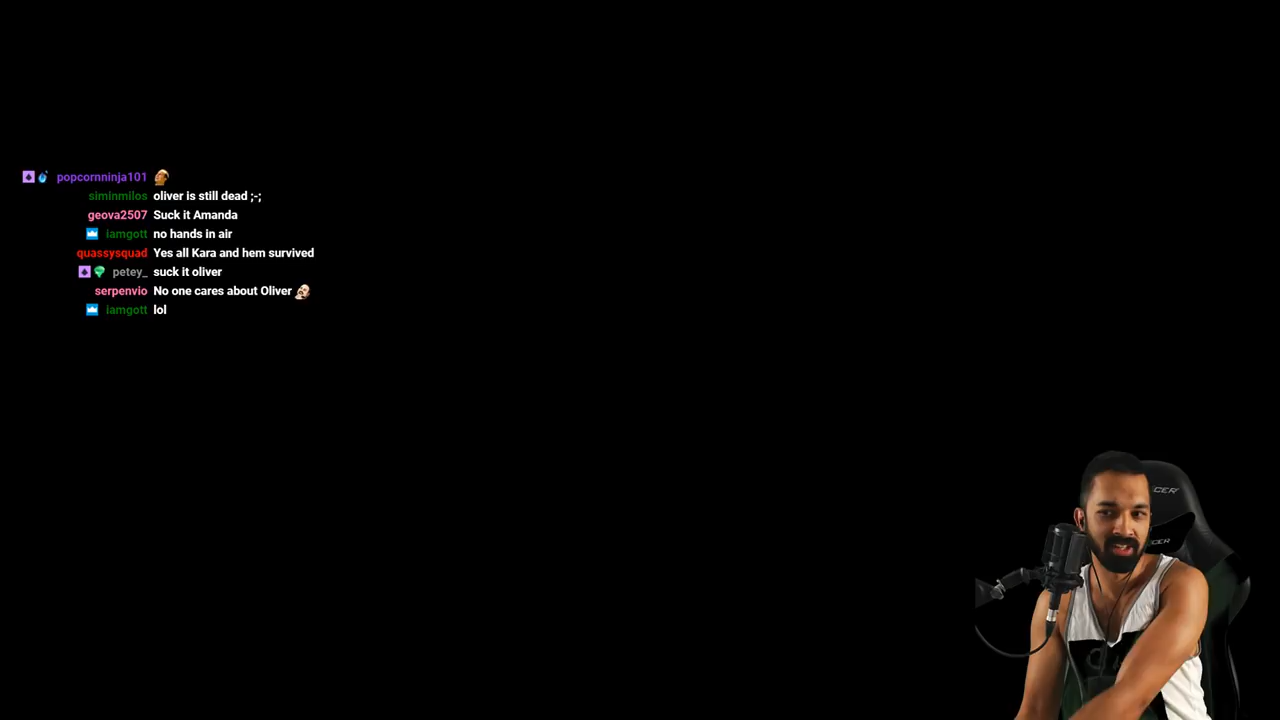 popcornninja101
siminmilos oliver is still dead ;-;
geova2507 Suck it Amanda
iamgott no hands in air
quassysquad Yes all Kara and hem survived
petey_ suck it oliver
serpenvio No one cares about Oliver
iamgott lol